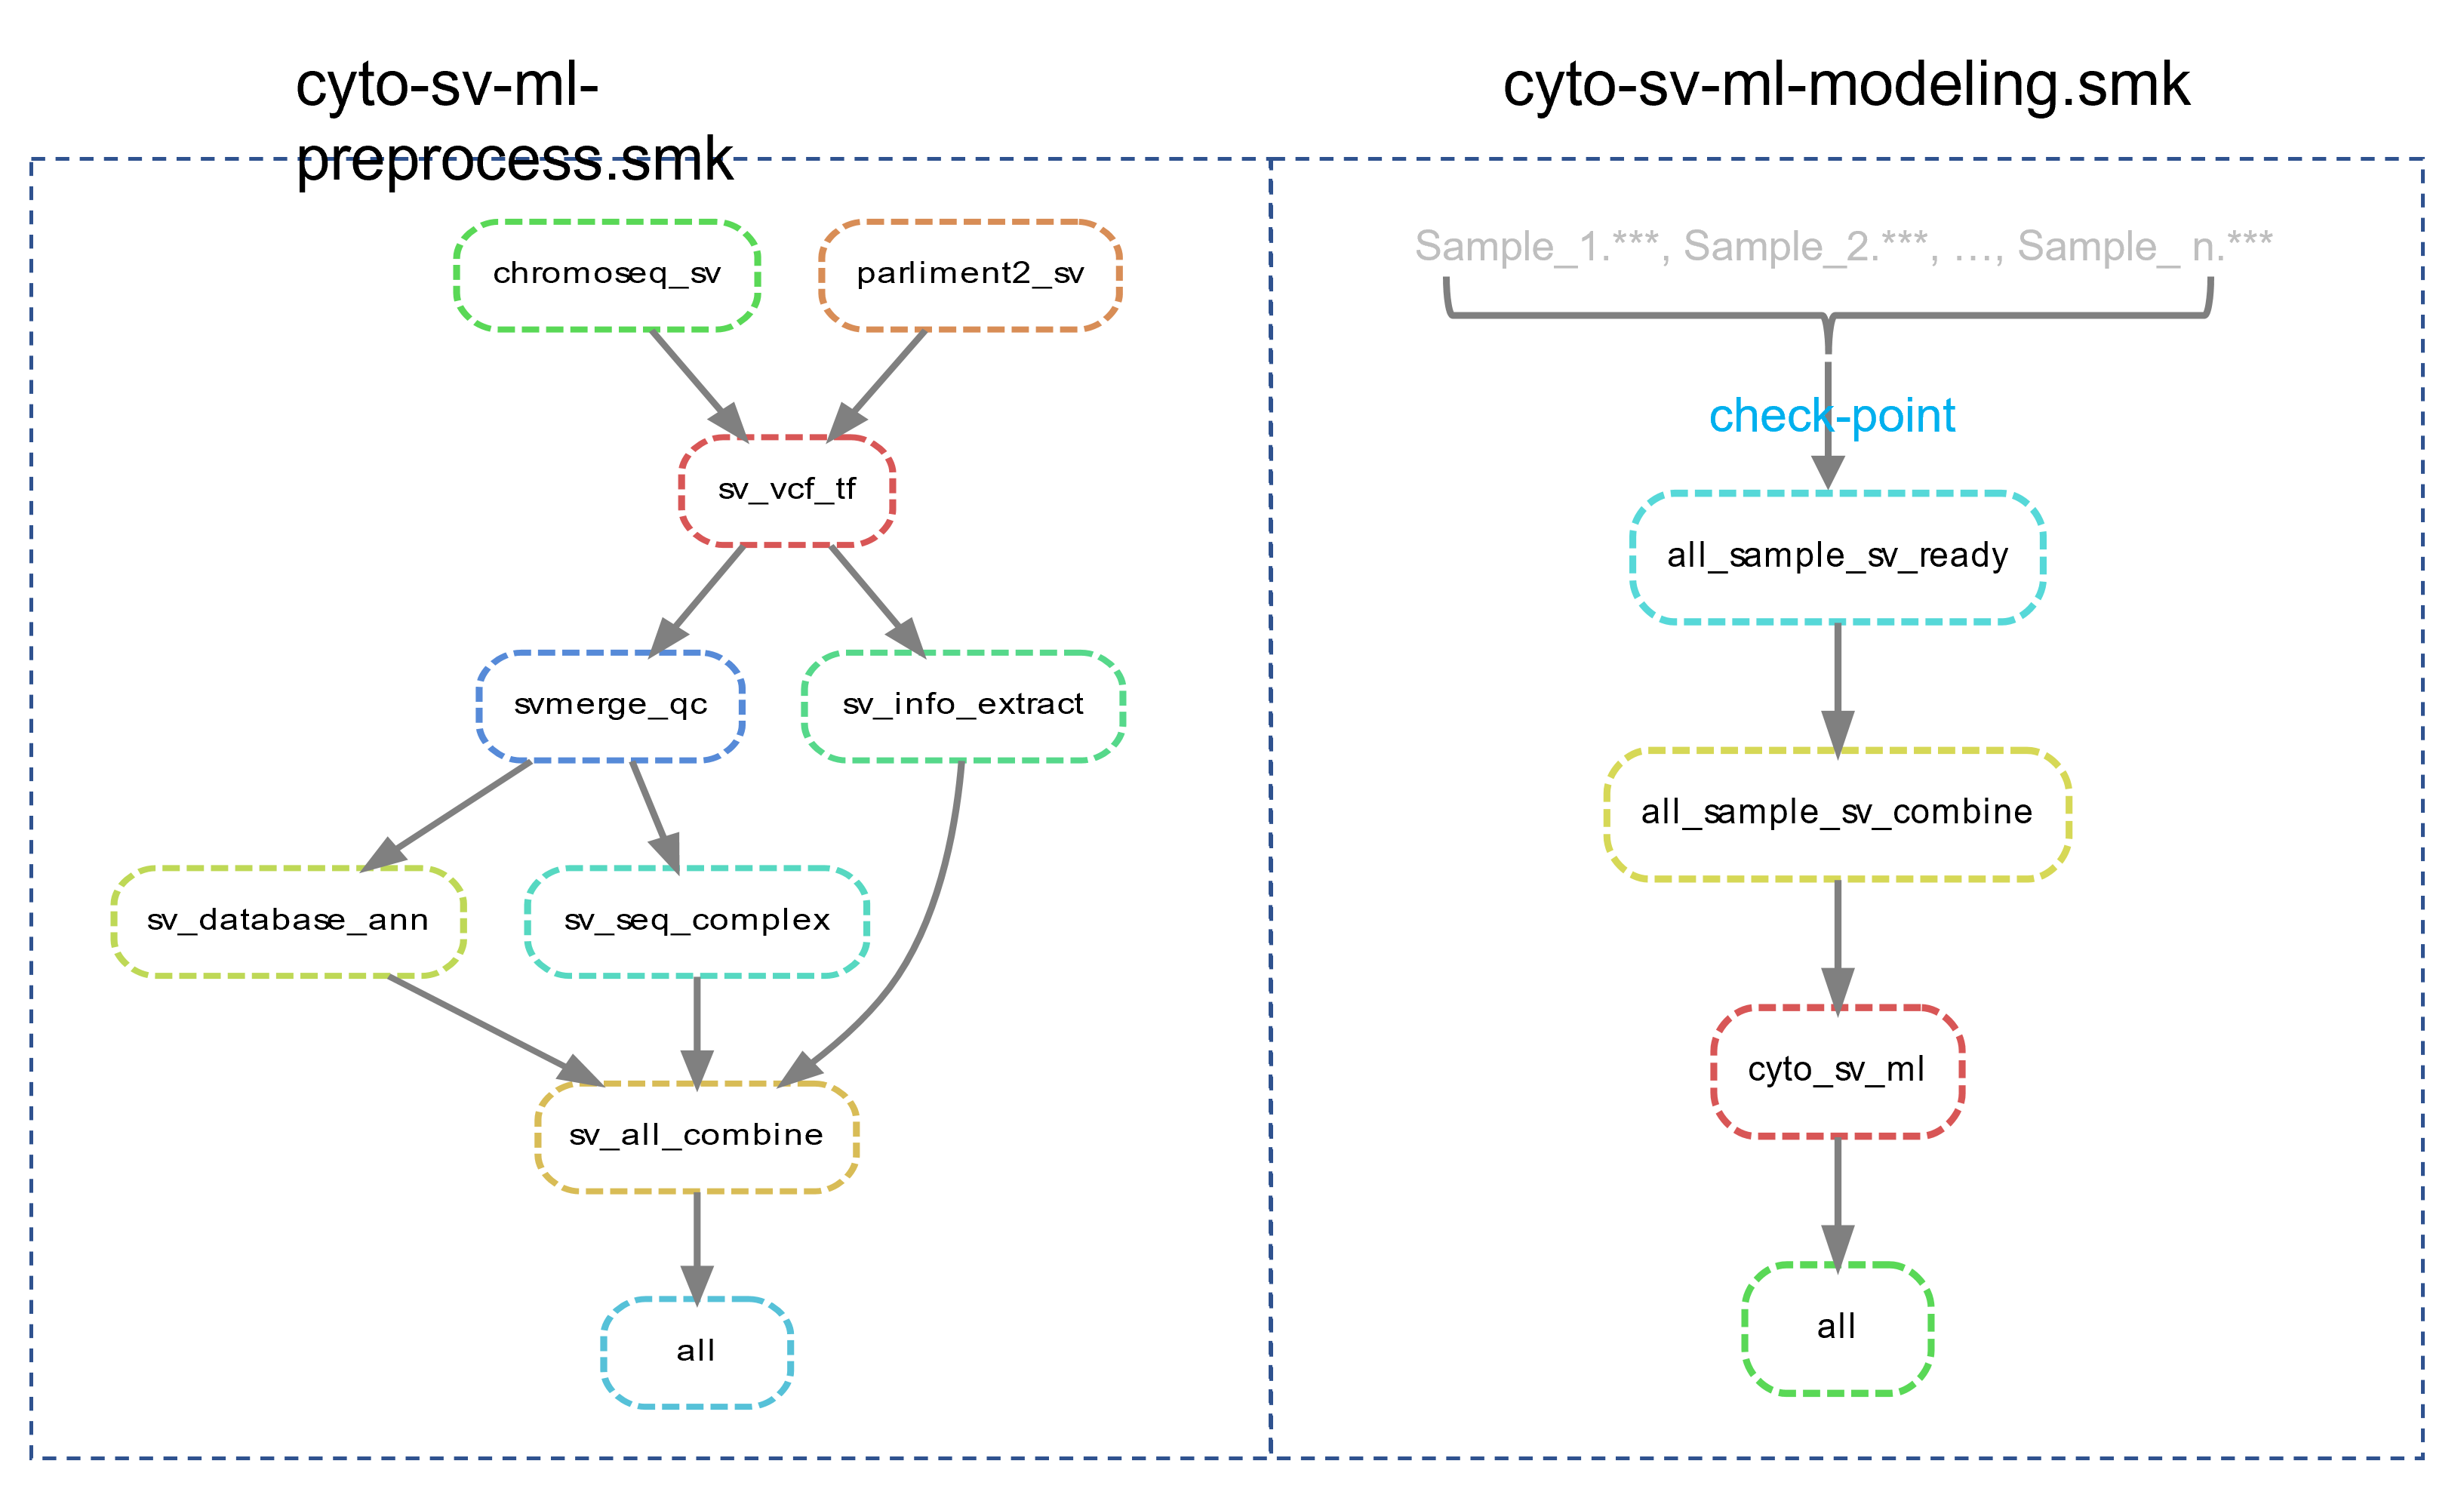 cyto-sv-ml-
preprocess.smk
chromoseq_sv
parliment2_sv
sv_vcf_tf
svmerge_qc
sv_info_extract
sv_database_ann
sv_seq_complex
sv_all_combine
all
cyto-sv-ml-modeling.smk
Sample_1.***, Sample_2.***, ..., Sample_ n.***
check-point
all_sample_sv_ready
all_sample_sv_combine
cyto_sv_ml
all